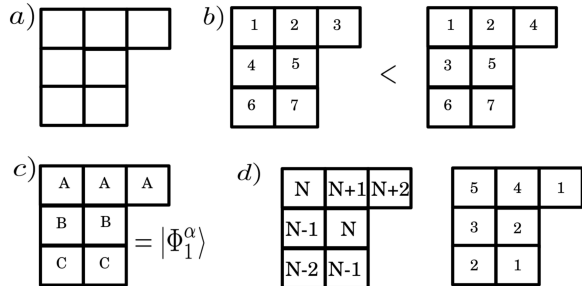 a)
b) 1 2 3 1 2 4
4 5 < 3 5
6 7 6 7
c) A A A
B B = |Φ₁^α⟩
C C
d) N N+1 N+2 5 4 1
N-1 N 3 2
N-2 N-1 2 1